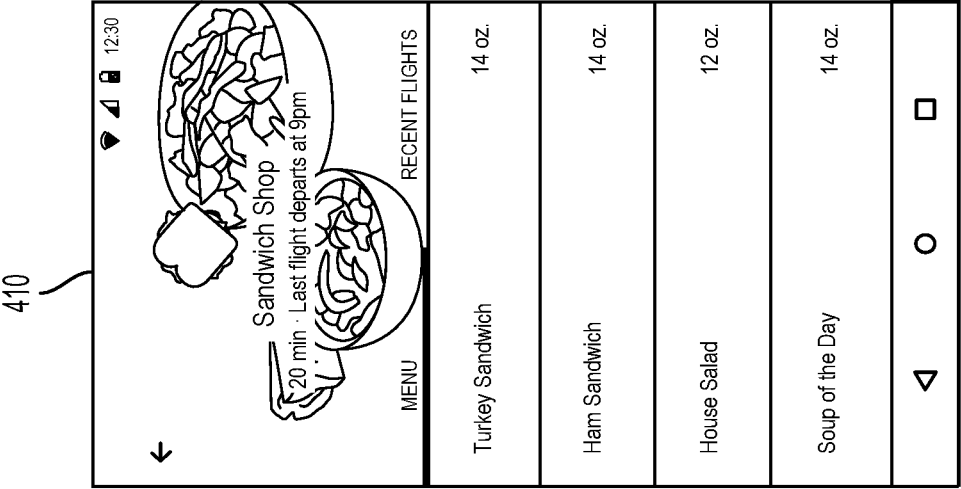 410
12:30
Sandwich Shop
20 min · Last flight departs at 9pm
MENU RECENT FLIGHTS
Turkey Sandwich 14 oz.
Ham Sandwich 14 oz.
House Salad 12 oz.
Soup of the Day 14 oz.